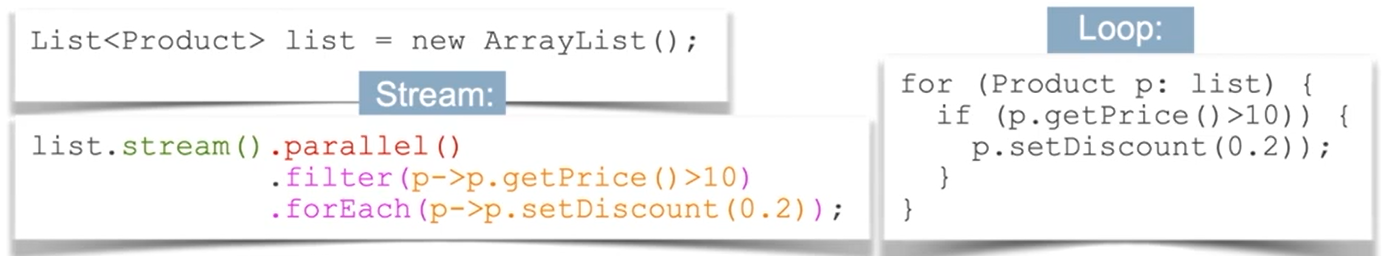 List<Product> list = new ArrayList();
Stream:
list.stream().parallel()
.filter(p->p.getPrice()>10)
.forEach(p->p.setDiscount(0.2));
Loop:
for (Product p: list) {
if (p.getPrice()>10)) {
p.setDiscount(0.2));
}
}